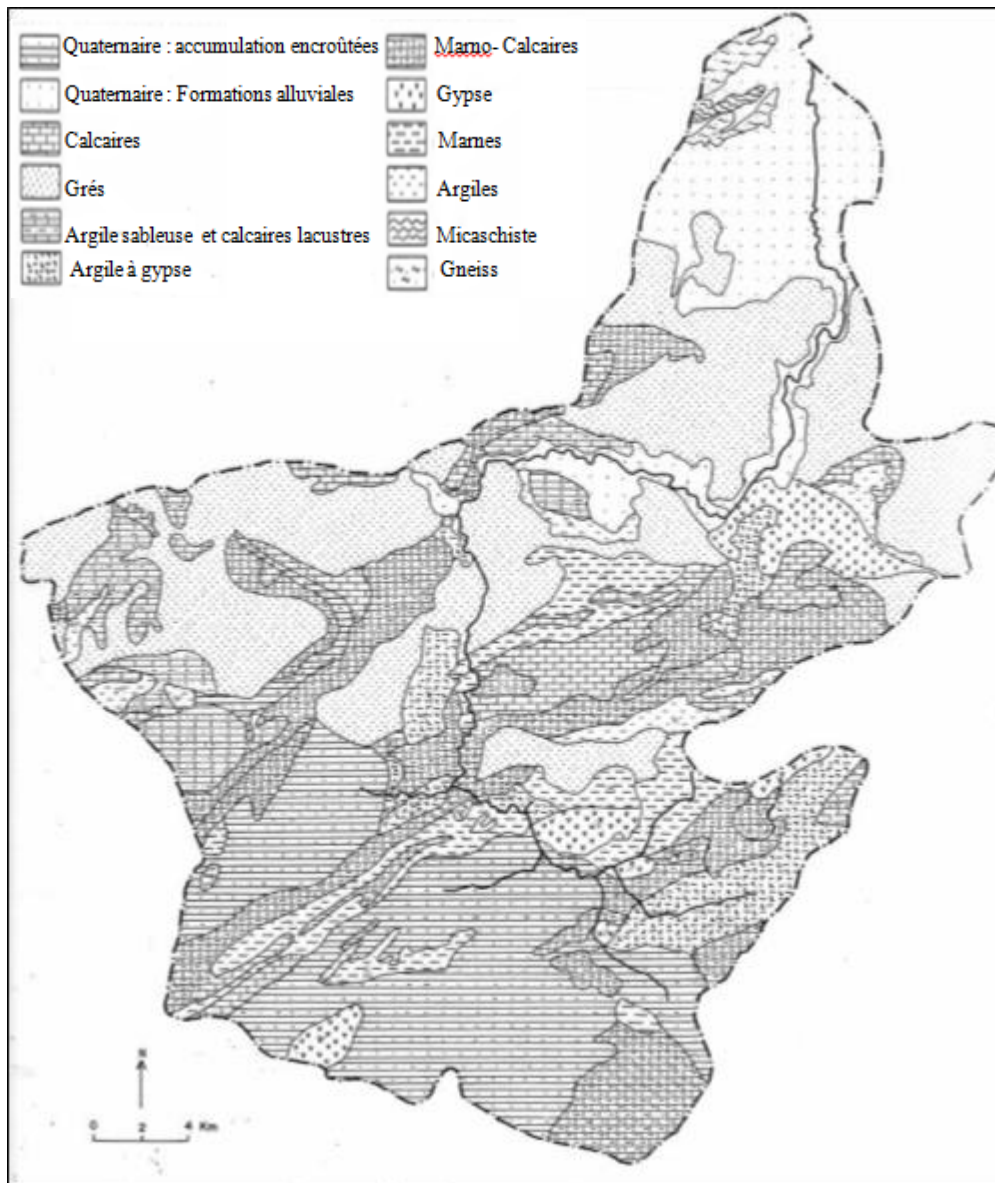 Quaternaire : accumulation encroûtées
Quaternaire : Formations alluviales
Calcaires
Grés
Argile sableuse et calcaires lacustres
Argile à gypse
Marno- Calcaires
Gypse
Marnes
Argiles
Micaschiste
Gneiss
N
0 2 4 Km